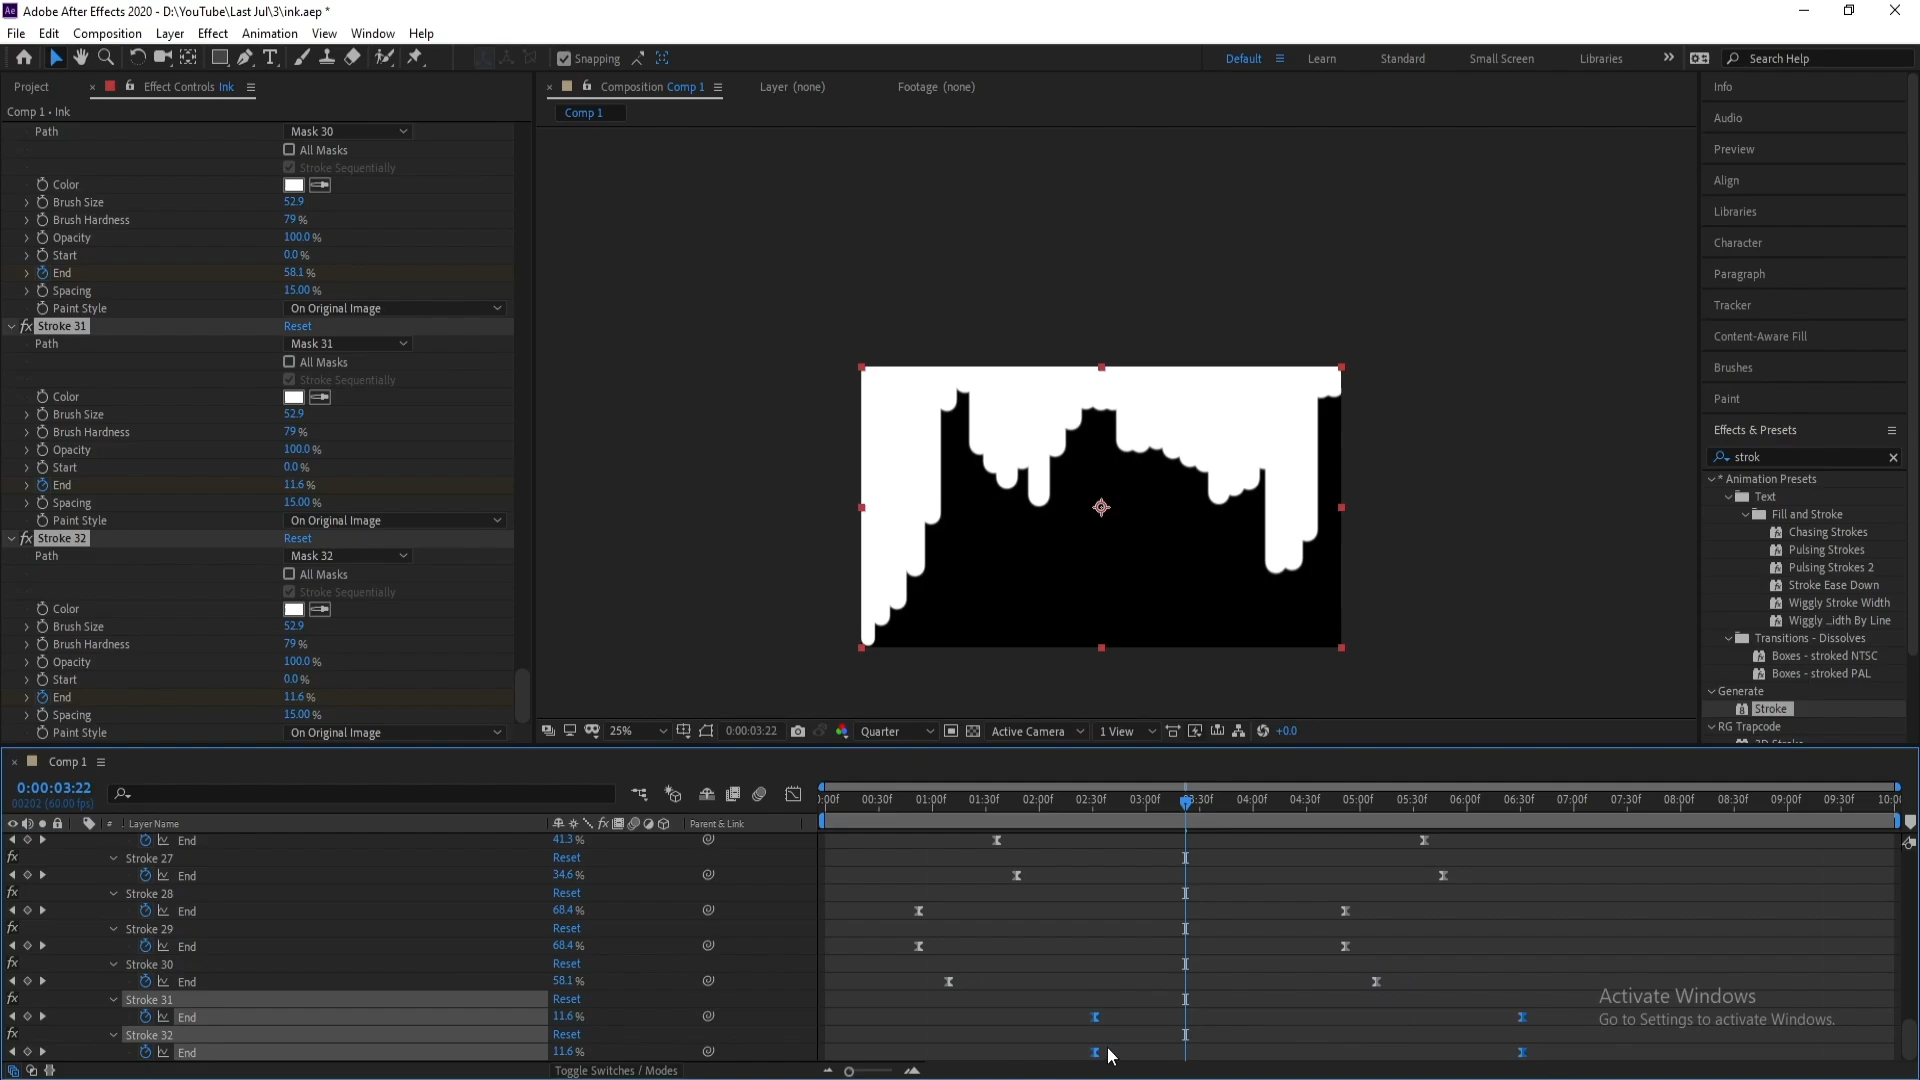 Ae Adobe After Effects 2020 - D:\YouTube\Last Jul\3\ink.aep *
File Edit Composition Layer Effect Animation View Window Help
Snapping Default Learn Standard Small Screen Libraries Search Help
Project Effect Controls Ink
Comp 1 • Ink
Path Mask 30
All Masks
Stroke Sequentially
Color
Brush Size 52.9
Brush Hardness 79 %
Opacity 100.0 %
Start 0.0 %
End 58.1 %
Spacing 15.00 %
Paint Style On Original Image
fx Stroke 31 Reset
Path Mask 31
All Masks
Stroke Sequentially
Color
Brush Size 52.9
Brush Hardness 79 %
Opacity 100.0 %
Start 0.0 %
End 11.6 %
Spacing 15.00 %
Paint Style On Original Image
fx Stroke 32 Reset
Path Mask 32
All Masks
Stroke Sequentially
Color
Brush Size 52.9
Brush Hardness 79 %
Opacity 100.0 %
Start 0.0 %
End 11.6 %
Spacing 15.00 %
Paint Style On Original Image
Composition Comp 1 Layer (none) Footage (none)
Comp 1
25% 0:00:03:22 Quarter Active Camera 1 View +0.0
Info
Audio
Preview
Align
Libraries
Character
Paragraph
Tracker
Content-Aware Fill
Brushes
Paint
Effects & Presets
strok
* Animation Presets
Text
Fill and Stroke
Chasing Strokes
Pulsing Strokes
Pulsing Strokes 2
Stroke Ease Down
Wiggly Stroke Width
Wiggly ...idth By Line
Transitions - Dissolves
Boxes - stroked NTSC
Boxes - stroked PAL
Generate
Stroke
RG Trapcode
Comp 1
0:00:03:22
00202 (60.00 fps)
:00f 00:30f 01:00f 01:30f 02:00f 02:30f 03:00f 03:30f 04:00f 04:30f 05:00f 05:30f 06:00f 06:30f 07:00f 07:30f 08:00f 08:30f 09:00f 09:30f 10:0
# Layer Name fx Parent & Link
End 41.3 %
fx Stroke 27 Reset
End 34.6 %
fx Stroke 28 Reset
End 68.4 %
fx Stroke 29 Reset
End 68.4 %
fx Stroke 30 Reset
End 58.1 %
fx Stroke 31 Reset
End 11.6 %
fx Stroke 32 Reset
End 11.6 %
Toggle Switches / Modes
Activate Windows
Go to Settings to activate Windows.